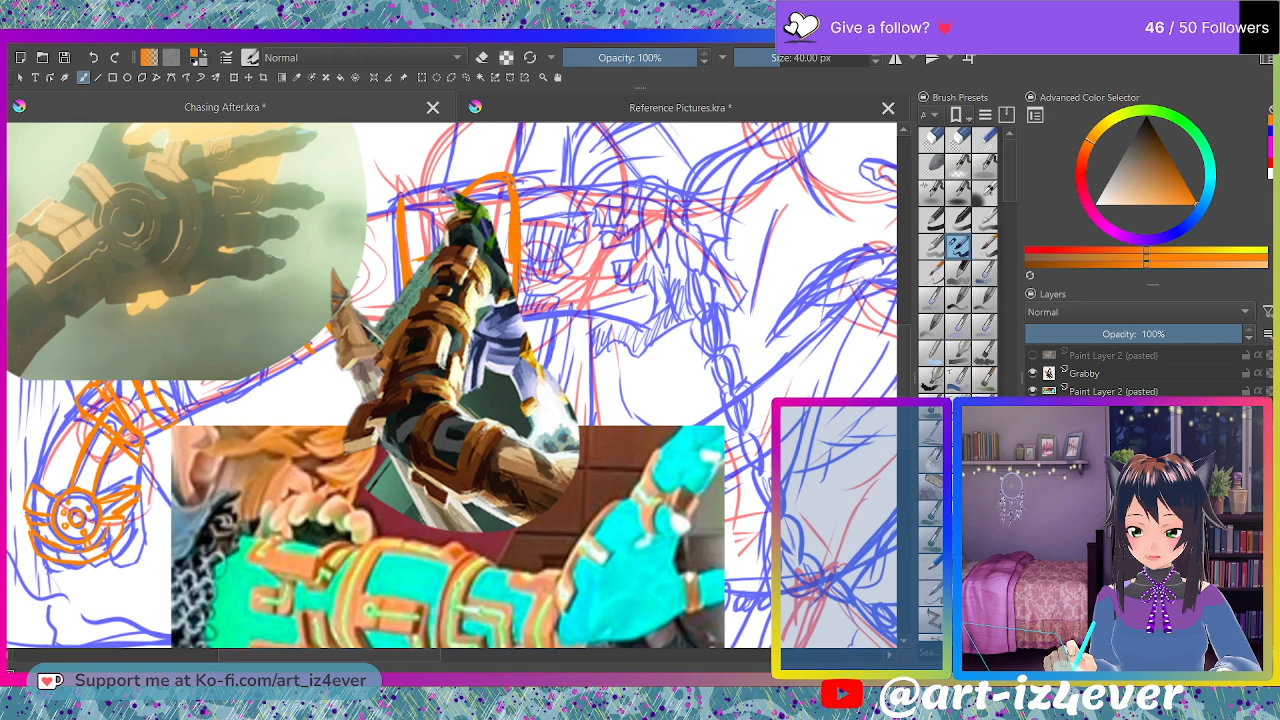 Give a follow?
46 / 50 Followers
Normal
Opacity: 100%
Size: 40.00 px
Chasing After.kra *
Reference Pictures.kra *
Brush Presets
A
Advanced Color Selector
Layers
Normal
Opacity: 100%
Paint Layer 2 (pasted)
Grabby
Paint Layer 2 (pasted)
Sea...
Support me at Ko-fi.com/art_iz4ever
@art-iz4ever